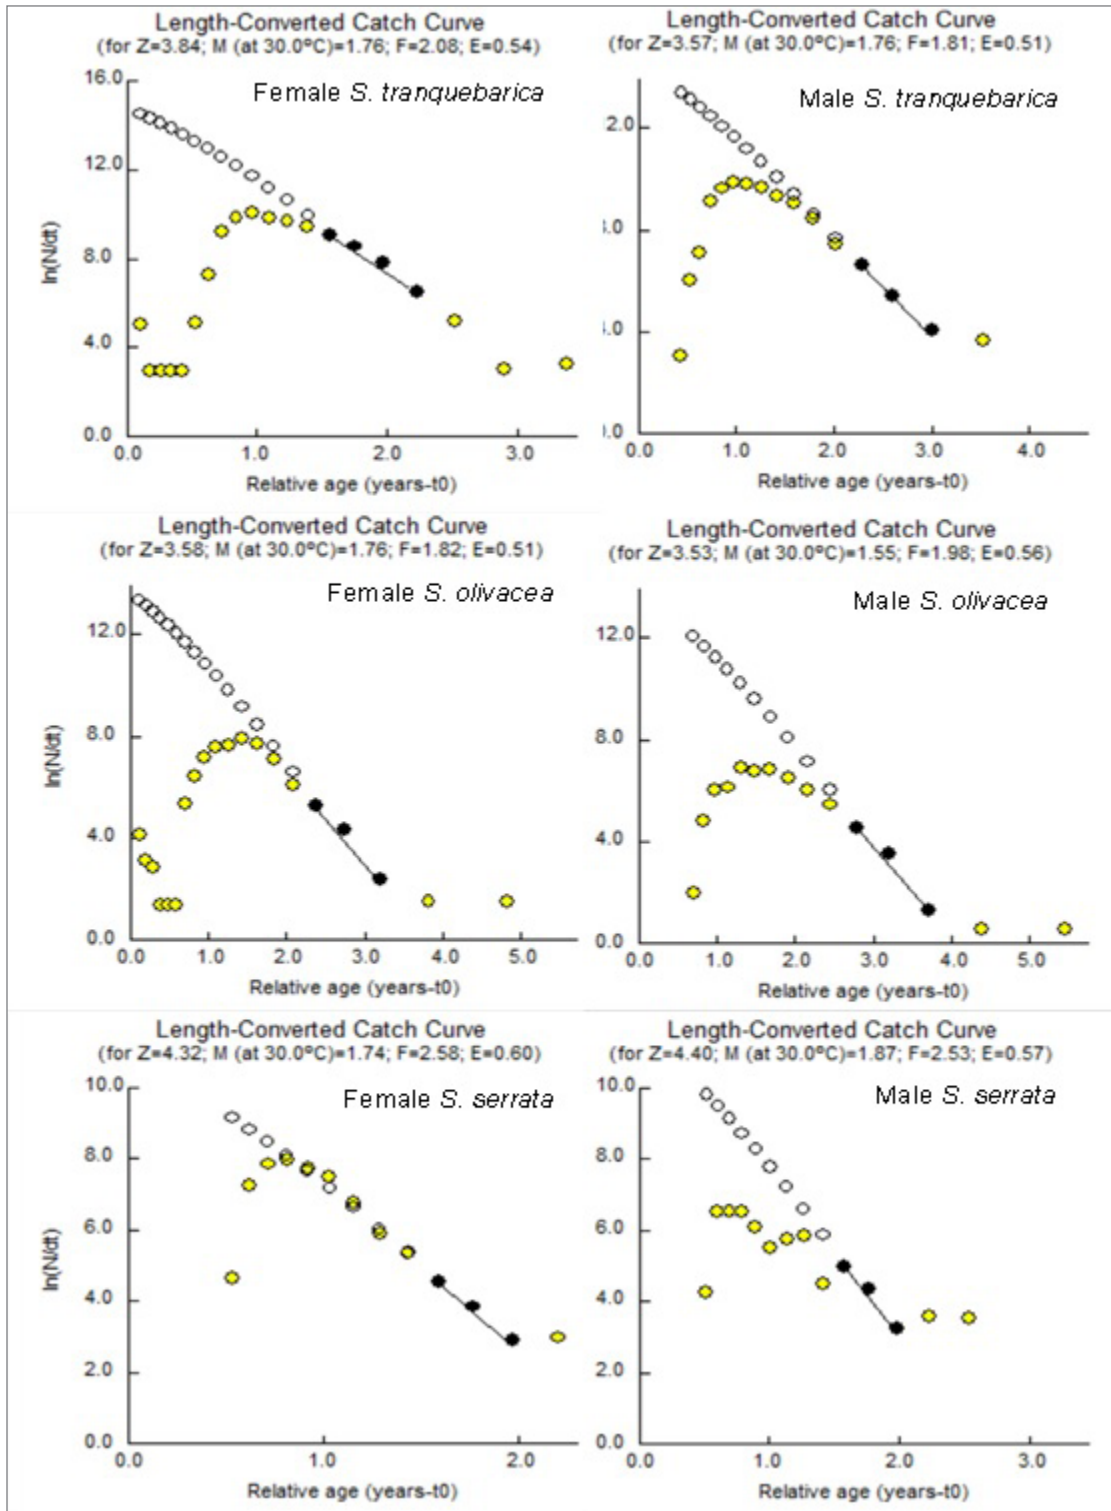 Length-Converted Catch Curve
(for Z=3.84; M (at 30.0ºC)=1.76; F=2.08; E=0.54)
Female S. tranquebarica
16.0
12.0
8.0
4.0
0.0
ln(N/dt)
0.0 1.0 2.0 3.0
Relative age (years-t0)
Length-Converted Catch Curve
(for Z=3.57; M (at 30.0ºC)=1.76; F=1.81; E=0.51)
Male S. tranquebarica
2.0
3.0
4.0
0.0
0.0 1.0 2.0 3.0 4.0
Relative age (years-t0)
Length-Converted Catch Curve
(for Z=3.58; M (at 30.0ºC)=1.76; F=1.82; E=0.51)
Female S. olivacea
12.0
8.0
4.0
0.0
ln(N/dt)
0.0 1.0 2.0 3.0 4.0 5.0
Relative age (years-t0)
Length-Converted Catch Curve
(for Z=3.53; M (at 30.0ºC)=1.55; F=1.98; E=0.56)
Male S. olivacea
12.0
8.0
4.0
0.0
0.0 1.0 2.0 3.0 4.0 5.0
Relative age (years-t0)
Length-Converted Catch Curve
(for Z=4.32; M (at 30.0ºC)=1.74; F=2.58; E=0.60)
Female S. serrata
10.0
8.0
6.0
4.0
2.0
0.0
ln(N/dt)
0.0 1.0 2.0
Relative age (years-t0)
Length-Converted Catch Curve
(for Z=4.40; M (at 30.0ºC)=1.87; F=2.53; E=0.57)
Male S. serrata
10.0
8.0
6.0
4.0
2.0
0.0
0.0 1.0 2.0 3.0
Relative age (years-t0)